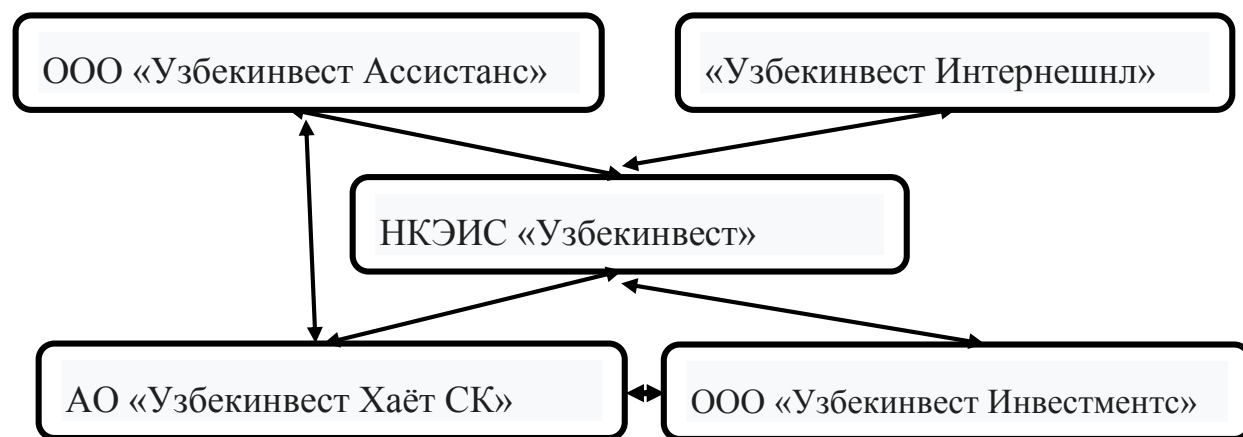 ООО «Узбекинвест Ассистанс»
«Узбекинвест Интернешнл»
НКЭИС «Узбекинвест»
АО «Узбекинвест Хаёт СК»
ООО «Узбекинвест Инвестментс»